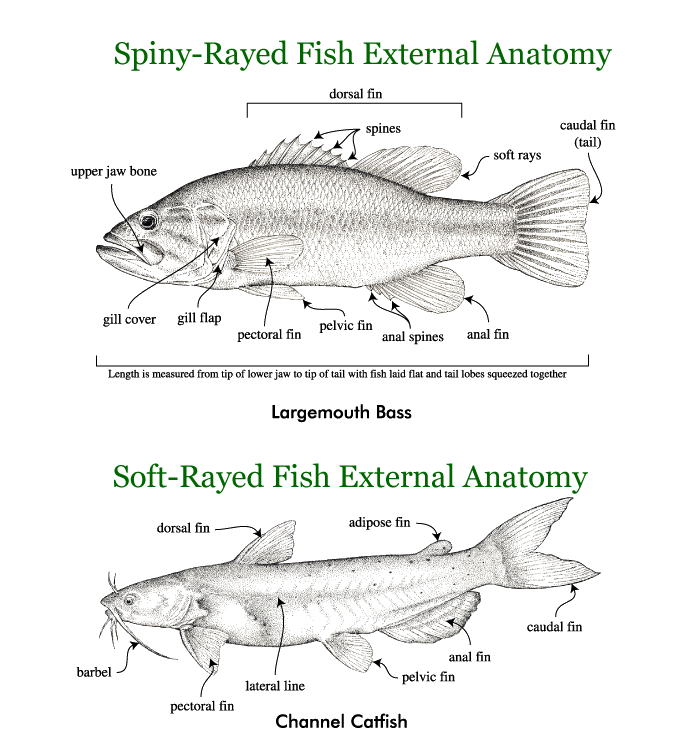 Spiny-Rayed Fish External Anatomy
dorsal fin
spines
caudal fin
(tail)
soft rays
upper jaw bone
gill cover
gill flap
pectoral fin
pelvic fin
anal spines
anal fin
Length is measured from tip of lower jaw to tip of tail with fish laid flat and tail lobes squeezed together
Largemouth Bass
Soft-Rayed Fish External Anatomy
dorsal fin
adipose fin
caudal fin
anal fin
pelvic fin
barbel
lateral line
pectoral fin
Channel Catfish